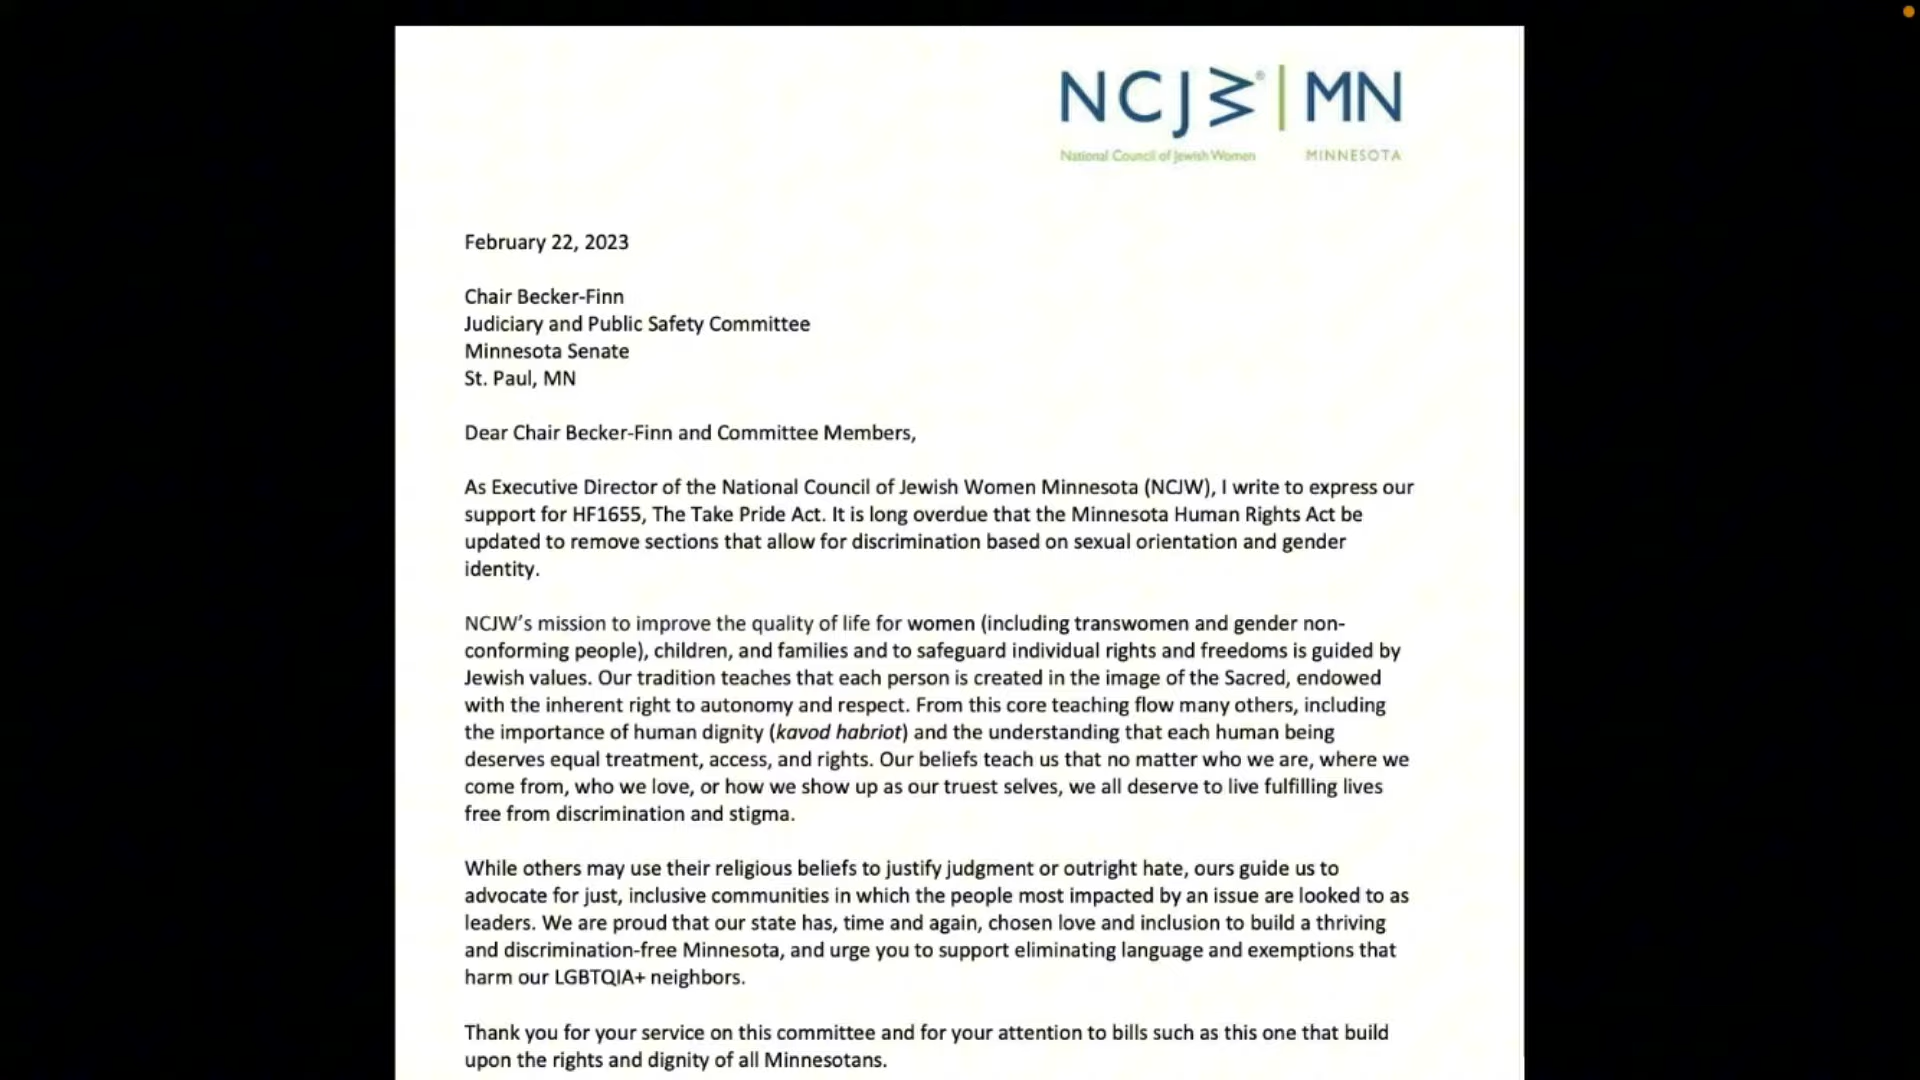 NCJW® | MN
National Council of Jewish Women MINNESOTA
February 22, 2023
Chair Becker-Finn
Judiciary and Public Safety Committee
Minnesota Senate
St. Paul, MN
Dear Chair Becker-Finn and Committee Members,
As Executive Director of the National Council of Jewish Women Minnesota (NCJW), I write to express our
support for HF1655, The Take Pride Act. It is long overdue that the Minnesota Human Rights Act be
updated to remove sections that allow for discrimination based on sexual orientation and gender
identity.
NCJW’s mission to improve the quality of life for women (including transwomen and gender non-
conforming people), children, and families and to safeguard individual rights and freedoms is guided by
Jewish values. Our tradition teaches that each person is created in the image of the Sacred, endowed
with the inherent right to autonomy and respect. From this core teaching flow many others, including
the importance of human dignity (kavod habriot) and the understanding that each human being
deserves equal treatment, access, and rights. Our beliefs teach us that no matter who we are, where we
come from, who we love, or how we show up as our truest selves, we all deserve to live fulfilling lives
free from discrimination and stigma.
While others may use their religious beliefs to justify judgment or outright hate, ours guide us to
advocate for just, inclusive communities in which the people most impacted by an issue are looked to as
leaders. We are proud that our state has, time and again, chosen love and inclusion to build a thriving
and discrimination-free Minnesota, and urge you to support eliminating language and exemptions that
harm our LGBTQIA+ neighbors.
Thank you for your service on this committee and for your attention to bills such as this one that build
upon the rights and dignity of all Minnesotans.